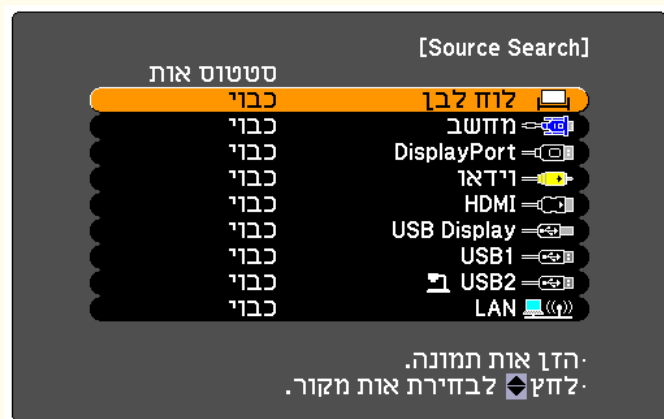 [Source Search]
סטטוס אות
לוח לבן כבוי
מחשב כבוי
DisplayPort כבוי
וידאו כבוי
HDMI כבוי
USB Display כבוי
USB1 כבוי
USB2 כבוי
LAN כבוי
·הזן אות תמונה.
·לחץ לבחירת אות מקור.